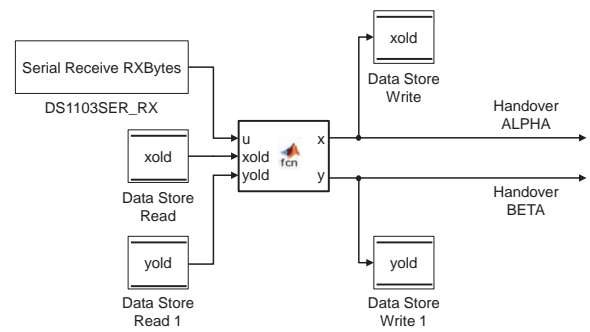 xold
Serial Receive RXBytes
Data Store
Write
DS1103SER_RX
Handover
ALPHA
u
x
xold
xold
fcn
yold
y
Data Store
Read
Handover
BETA
yold
yold
Data Store
Read 1
Data Store
Write 1